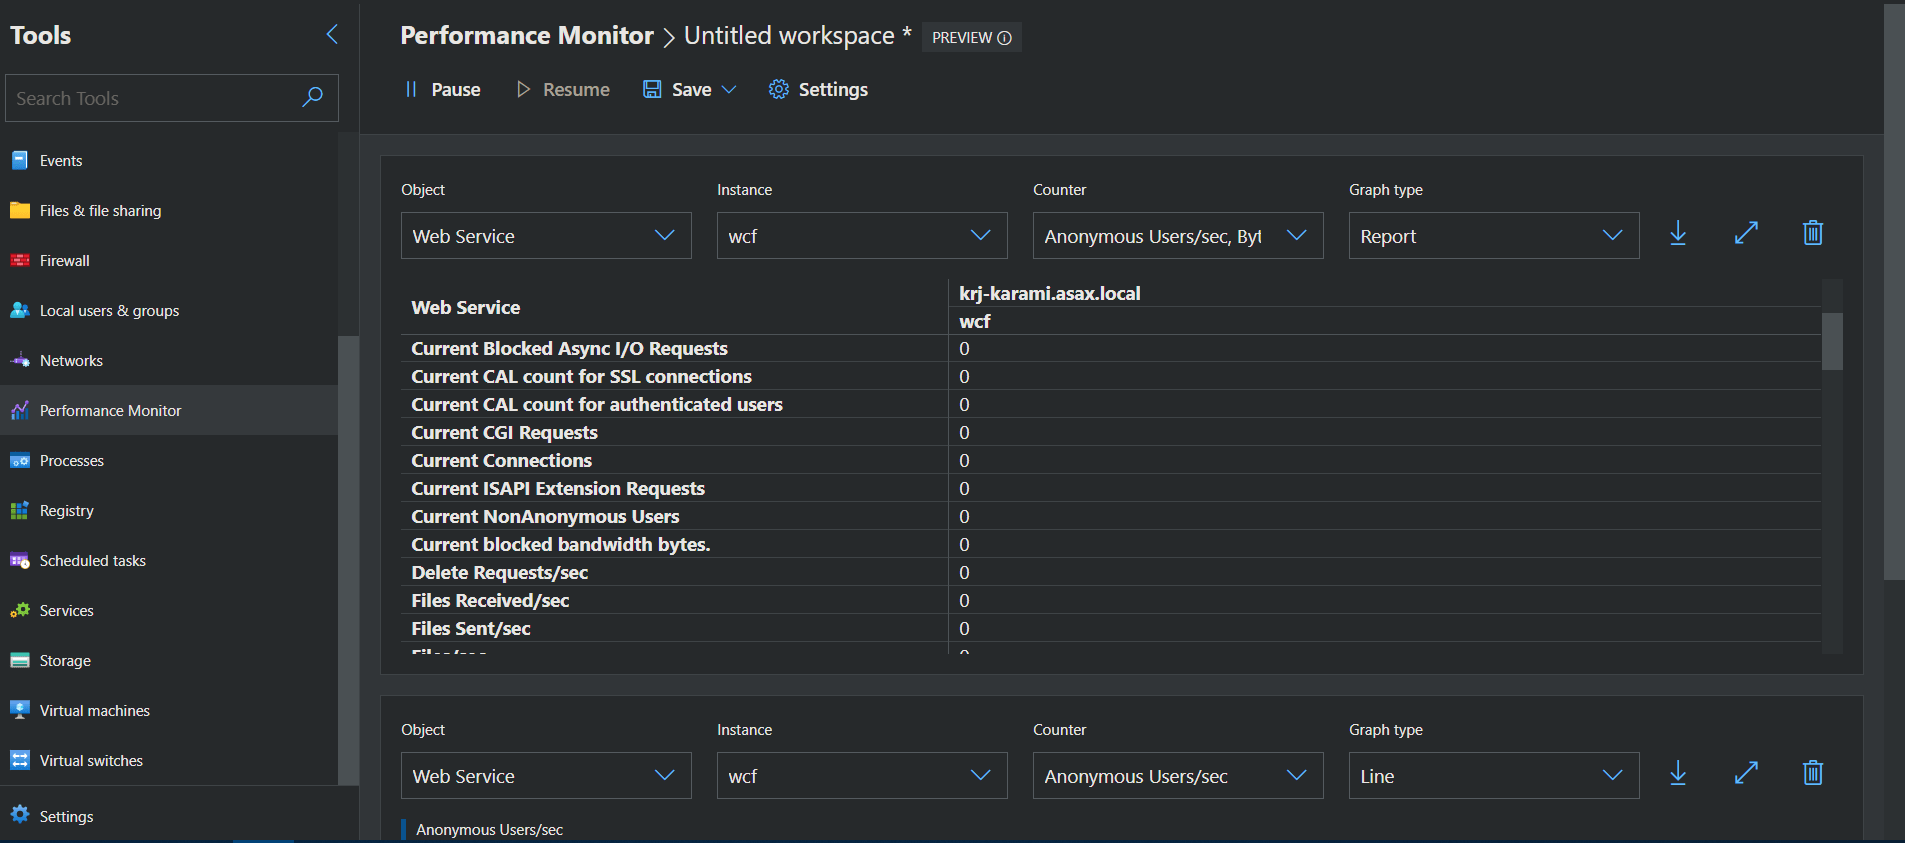 Tools
Search Tools
Events
Files & file sharing
Firewall
Local users & groups
Networks
Performance Monitor
Processes
Registry
Scheduled tasks
Services
Storage
Virtual machines
Virtual switches
Settings
Performance Monitor > Untitled workspace * PREVIEW
Pause Resume Save Settings
Object Instance Counter Graph type
Web Service wcf Anonymous Users/sec, Byt Report
Web Service
krj-karami.asax.local
wcf
Current Blocked Async I/O Requests 0
Current CAL count for SSL connections 0
Current CAL count for authenticated users 0
Current CGI Requests 0
Current Connections 0
Current ISAPI Extension Requests 0
Current NonAnonymous Users 0
Current blocked bandwidth bytes. 0
Delete Requests/sec 0
Files Received/sec 0
Files Sent/sec 0
Files/sec 0
Object Instance Counter Graph type
Web Service wcf Anonymous Users/sec Line
Anonymous Users/sec